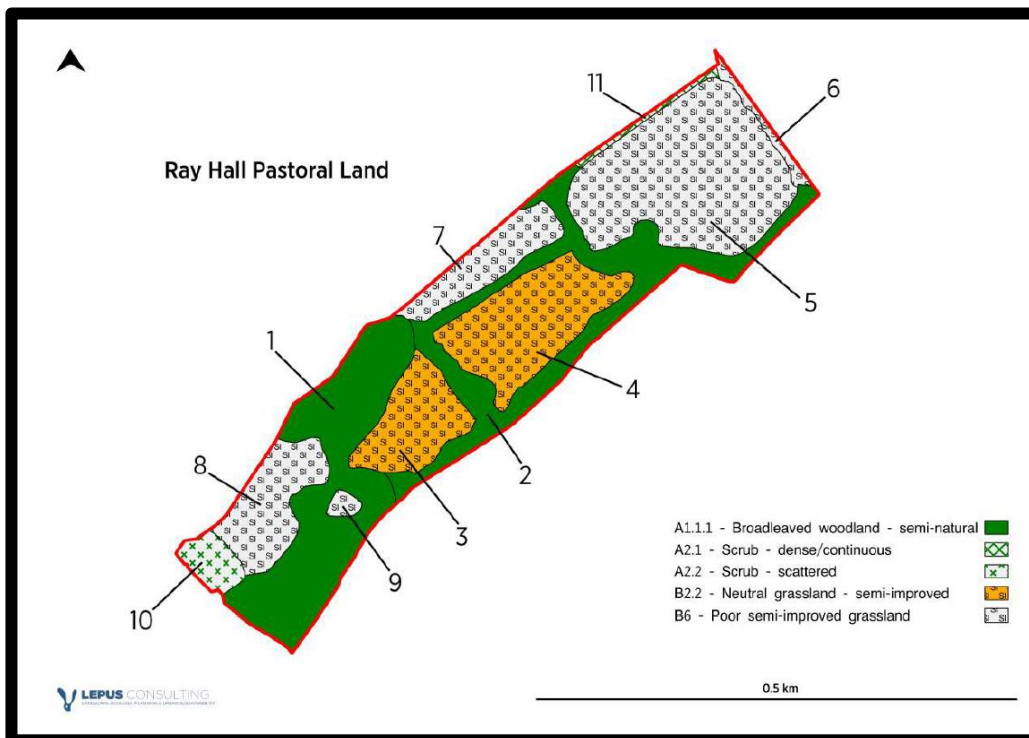 11
6
Ray Hall Pastoral Land
7
5
1
4
2
8
3
9
10
A1.1.1 - Broadleaved woodland - semi-natural
A2.1 - Scrub - dense/continuous
A2.2 - Scrub - scattered
B2.2 - Neutral grassland - semi-improved
B6 - Poor semi-improved grassland
0.5 km
LEPUS CONSULTING